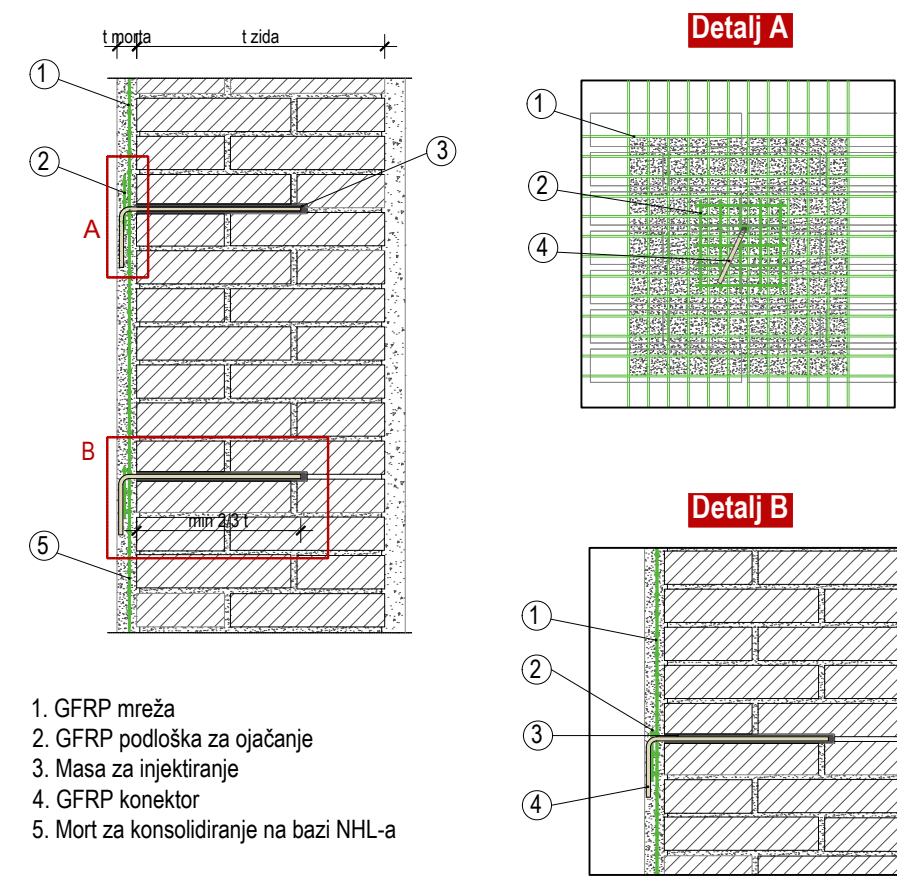 t morta
t zida
1
2
3
A
B
min 2/3 t
5
Detalj A
1
2
4
Detalj B
1
2
3
4
1. GFRP mreža
2. GFRP podloška za ojačanje
3. Masa za injektiranje
4. GFRP konektor
5. Mort za konsolidiranje na bazi NHL-a